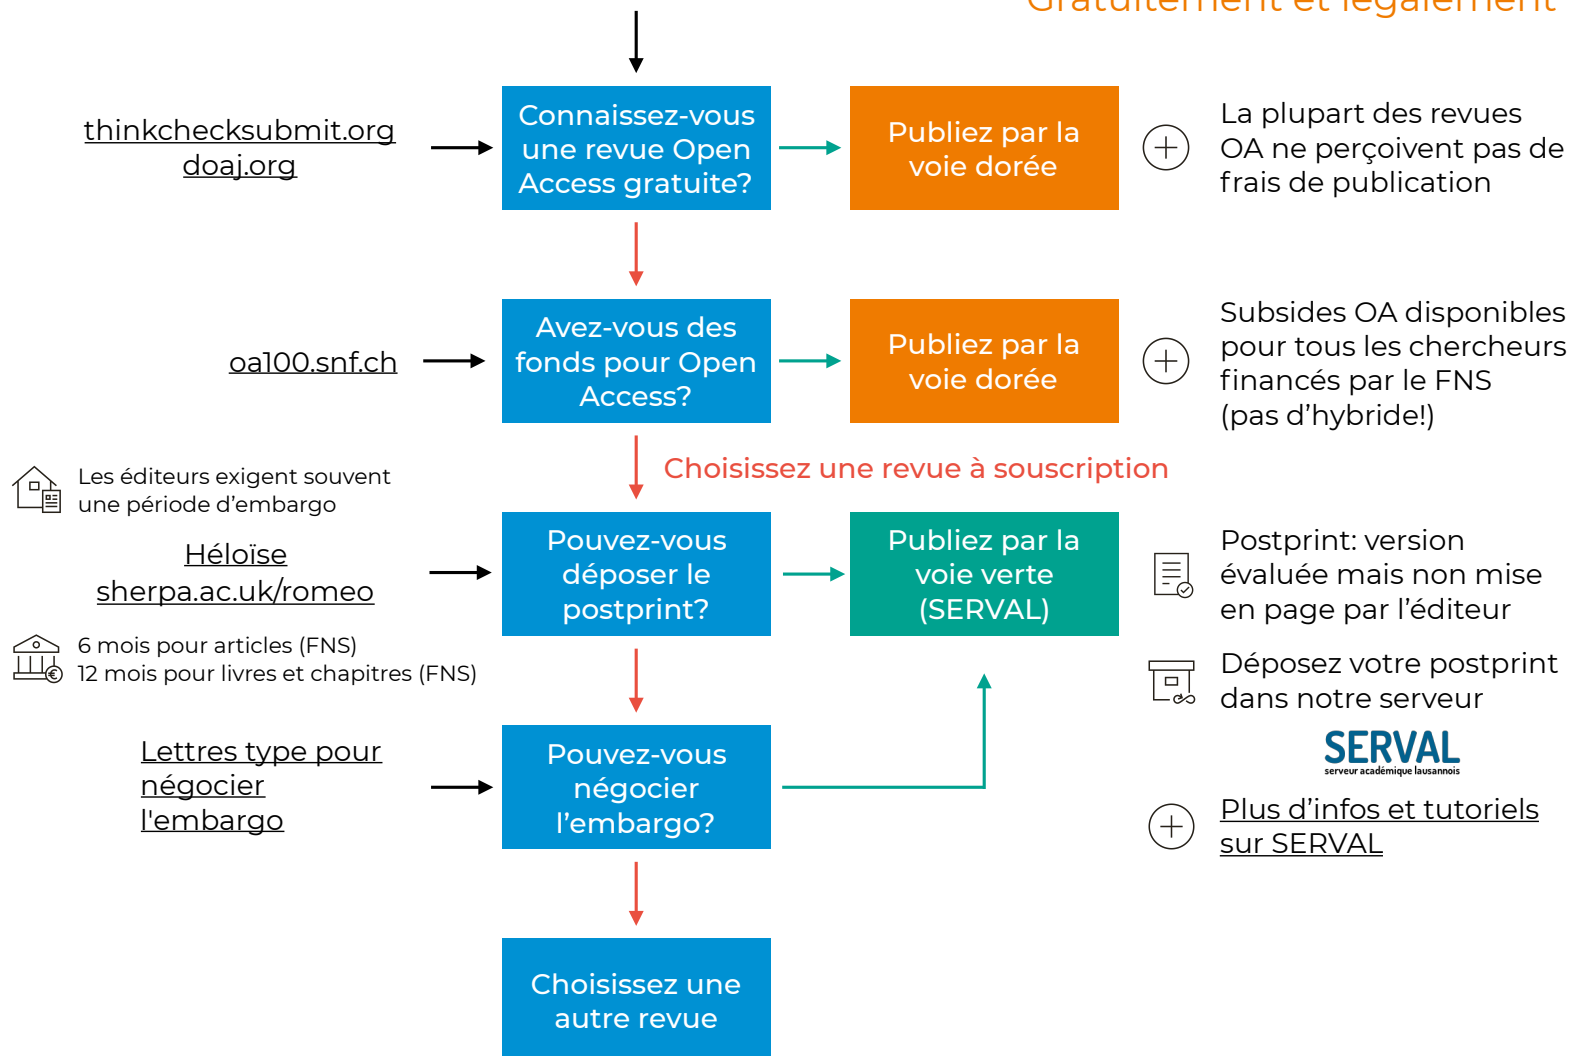 Gratuitement et légalement
thinkchecksubmit.org
doaj.org
Connaissez-vous
une revue Open
Access gratuite?
Publiez par la
voie dorée
La plupart des revues
OA ne perçoivent pas de
frais de publication
oa100.snf.ch
Avez-vous des
fonds pour Open
Access?
Publiez par la
voie dorée
Subsides OA disponibles
pour tous les chercheurs
financés par le FNS
(pas d’hybride!)
Choisissez une revue à souscription
Les éditeurs exigent souvent
une période d’embargo
Héloïse
sherpa.ac.uk/romeo
6 mois pour articles (FNS)
12 mois pour livres et chapitres (FNS)
Pouvez-vous
déposer le
postprint?
Publiez par la
voie verte
(SERVAL)
Postprint: version
évaluée mais non mise
en page par l’éditeur
Déposez votre postprint
dans notre serveur
SERVAL
serveur académique lausannois
Plus d’infos et tutoriels
sur SERVAL
Lettres type pour
négocier
l'embargo
Pouvez-vous
négocier
l’embargo?
Choisissez une
autre revue